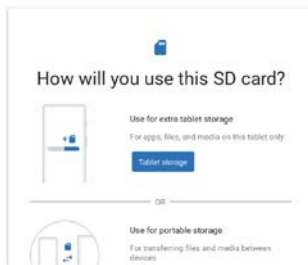 How will you use this SD card?
Use for extra tablet storage
For apps, files, and media on this tablet only
Tablet storage
OR
Use for portable storage
For transferring files and media between
devices